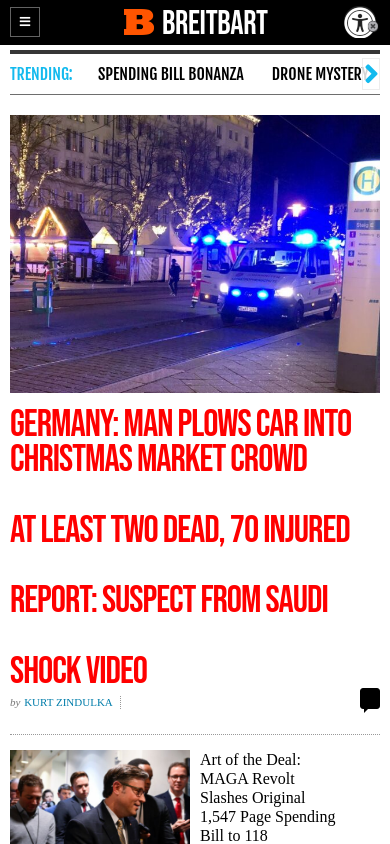 BREITBART
TRENDING: SPENDING BILL BONANZA DRONE MYSTERY
H
GERMANY: MAN PLOWS CAR INTO
CHRISTMAS MARKET CROWD
AT LEAST TWO DEAD, 70 INJURED
REPORT: SUSPECT FROM SAUDI
SHOCK VIDEO
by KURT ZINDULKA
Art of the Deal:
MAGA Revolt
Slashes Original
1,547 Page Spending
Bill to 118